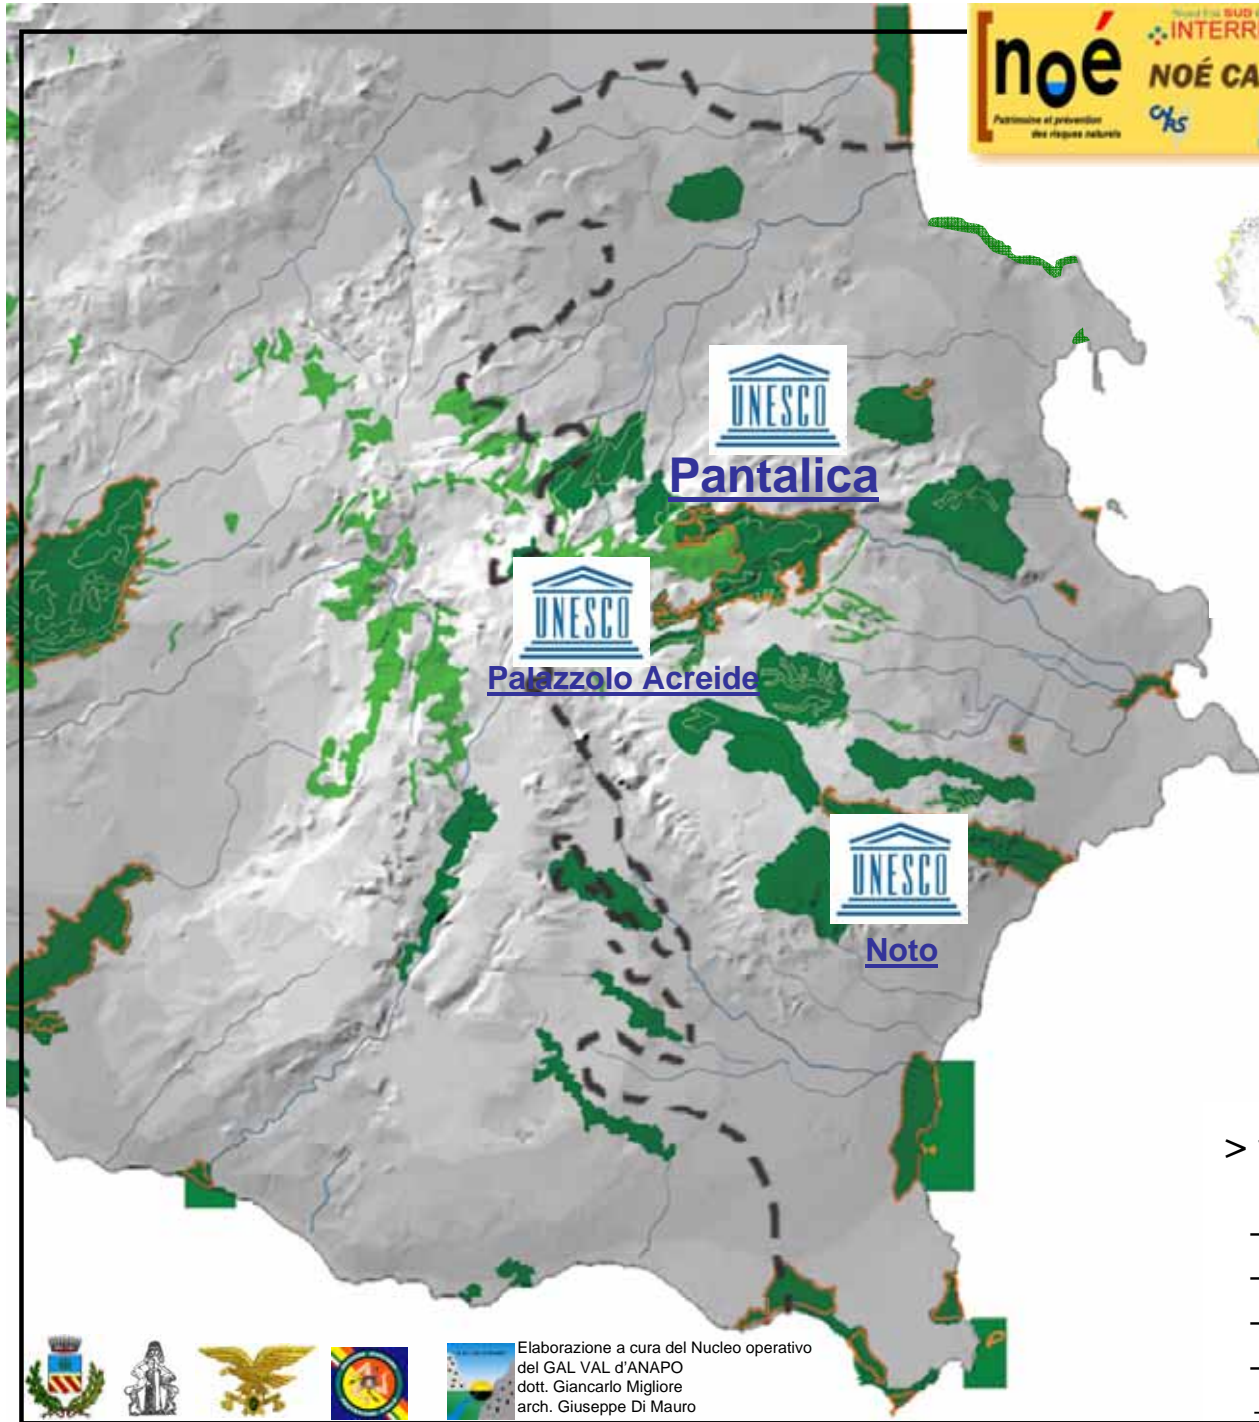 noé
Patrimoine et prévention
des risques naturels
SUD
INTERR
NOÉ CA
UNESCO
Pantalica
UNESCO
Palazzolo Acreide
UNESCO
Noto
>
Elaborazione a cura del Nucleo operativo
del GAL VAL d'ANAPO
dott. Giancarlo Migliore
arch. Giuseppe Di Mauro